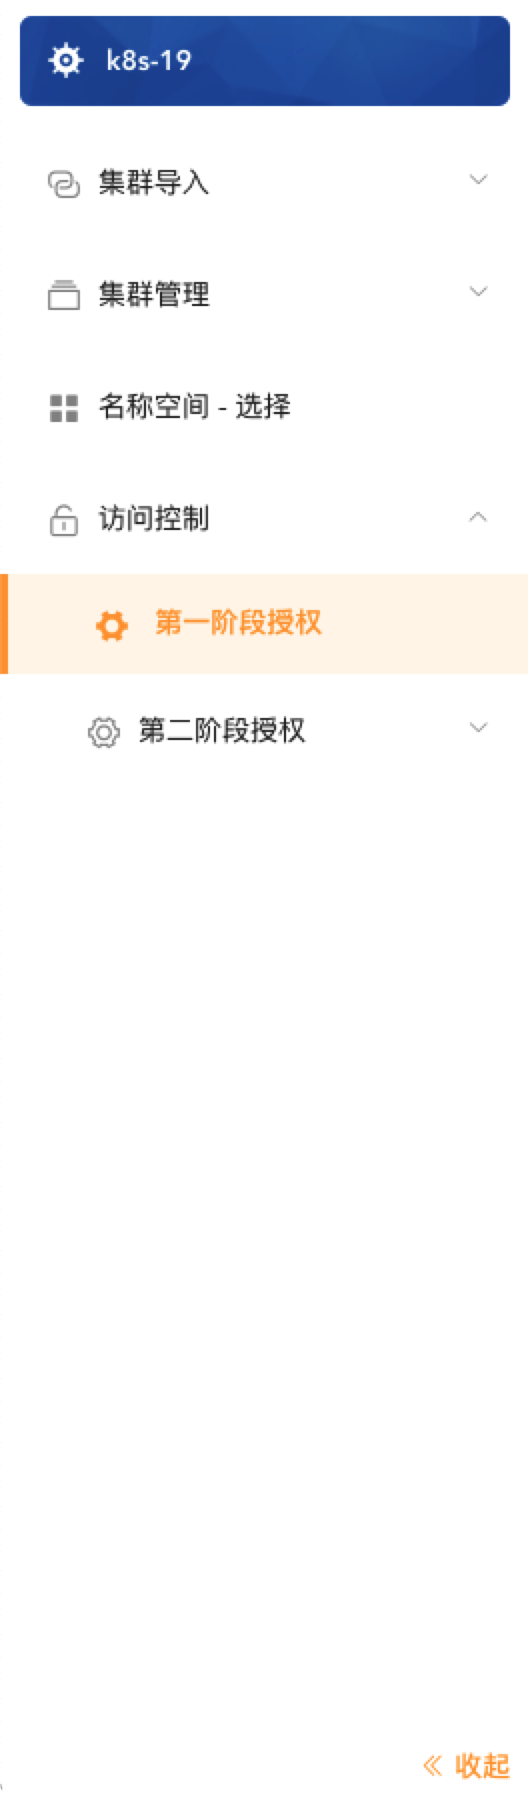 k8s-19
集群导入
集群管理
名称空间 - 选择
访问控制
第一阶段授权
第二阶段授权
收起